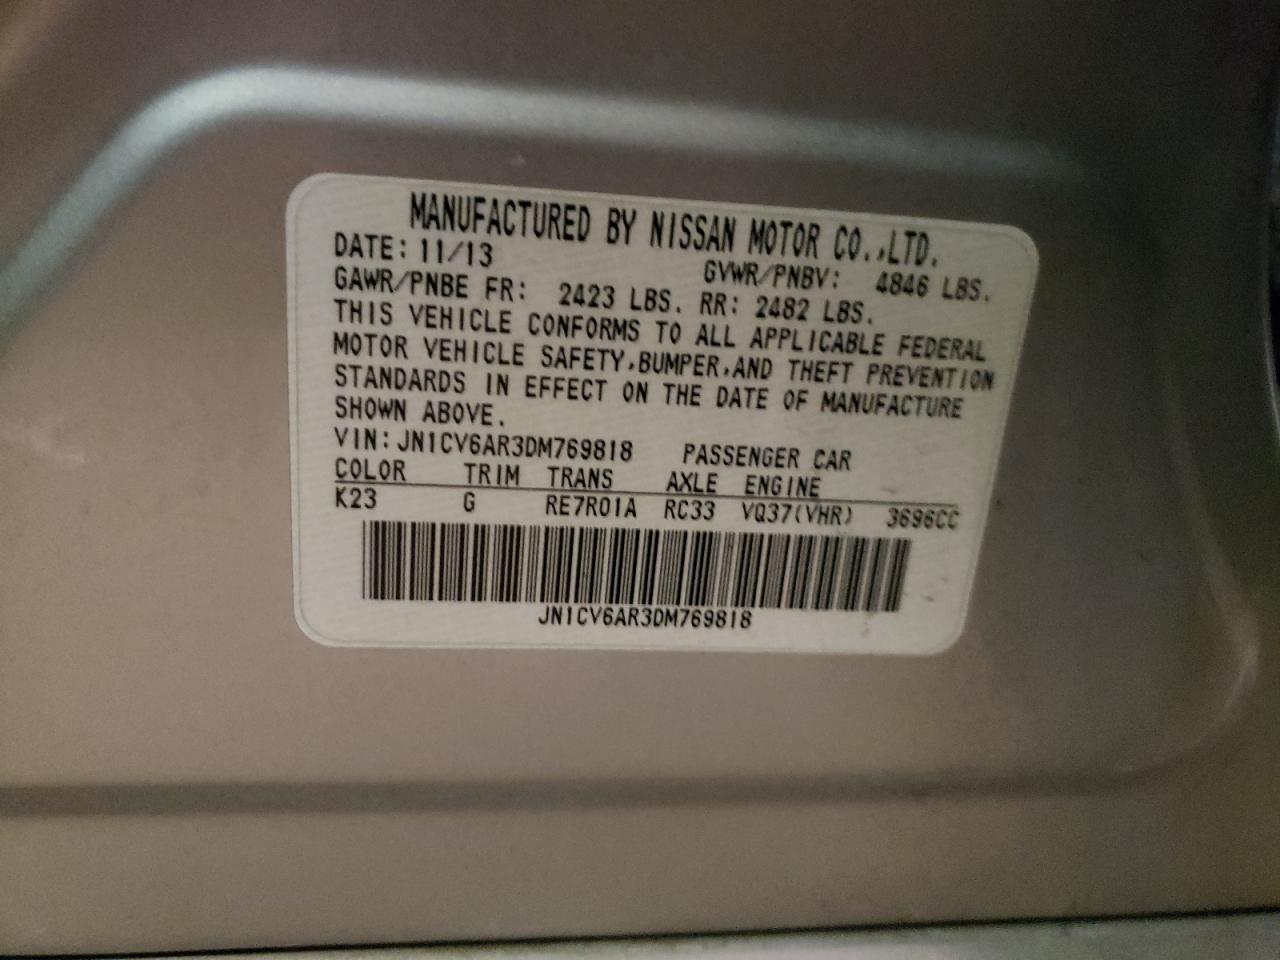 MANUFACTURED BY NISSAN MOTOR CO.,LTD.
DATE: 11/13 GVWR/PNBV: 4846 LBS.
GAWR/PNBE FR: 2423 LBS. RR: 2482 LBS.
THIS VEHICLE CONFORMS TO ALL APPLICABLE FEDERAL
MOTOR VEHICLE SAFETY,BUMPER,AND THEFT PREVENTION
STANDARDS IN EFFECT ON THE DATE OF MANUFACTURE
SHOWN ABOVE.
VIN: JN1CV6AR3DM769818 PASSENGER CAR
COLOR TRIM TRANS AXLE ENGINE
K23 G RE7R01A RC33 VQ37(VHR) 3696CC
JN1CV6AR3DM769818